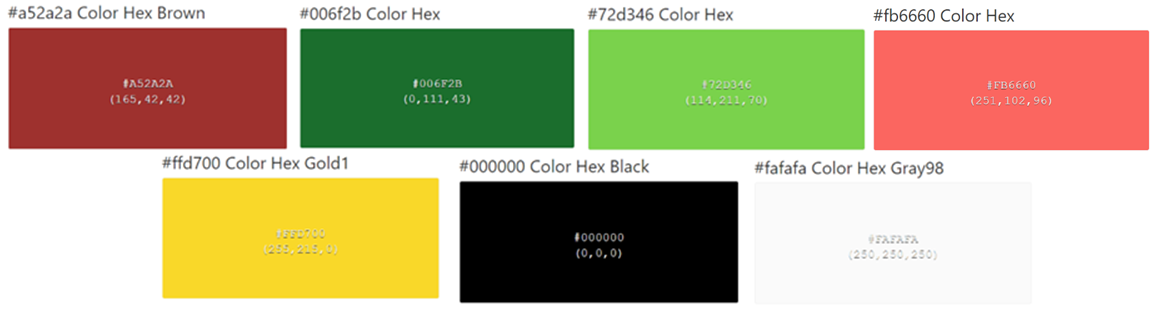 #a52a2a Color Hex Brown
#A52A2A
(165,42,42)
#006f2b Color Hex
#006F2B
(0,111,43)
#72d346 Color Hex
#72D346
(114,211,70)
#fb6660 Color Hex
#FB6660
(251,102,96)
#ffd700 Color Hex Gold1
#FFD700
(255,215,0)
#000000 Color Hex Black
#000000
(0,0,0)
#fafafa Color Hex Gray98
#FAFAFA
(250,250,250)